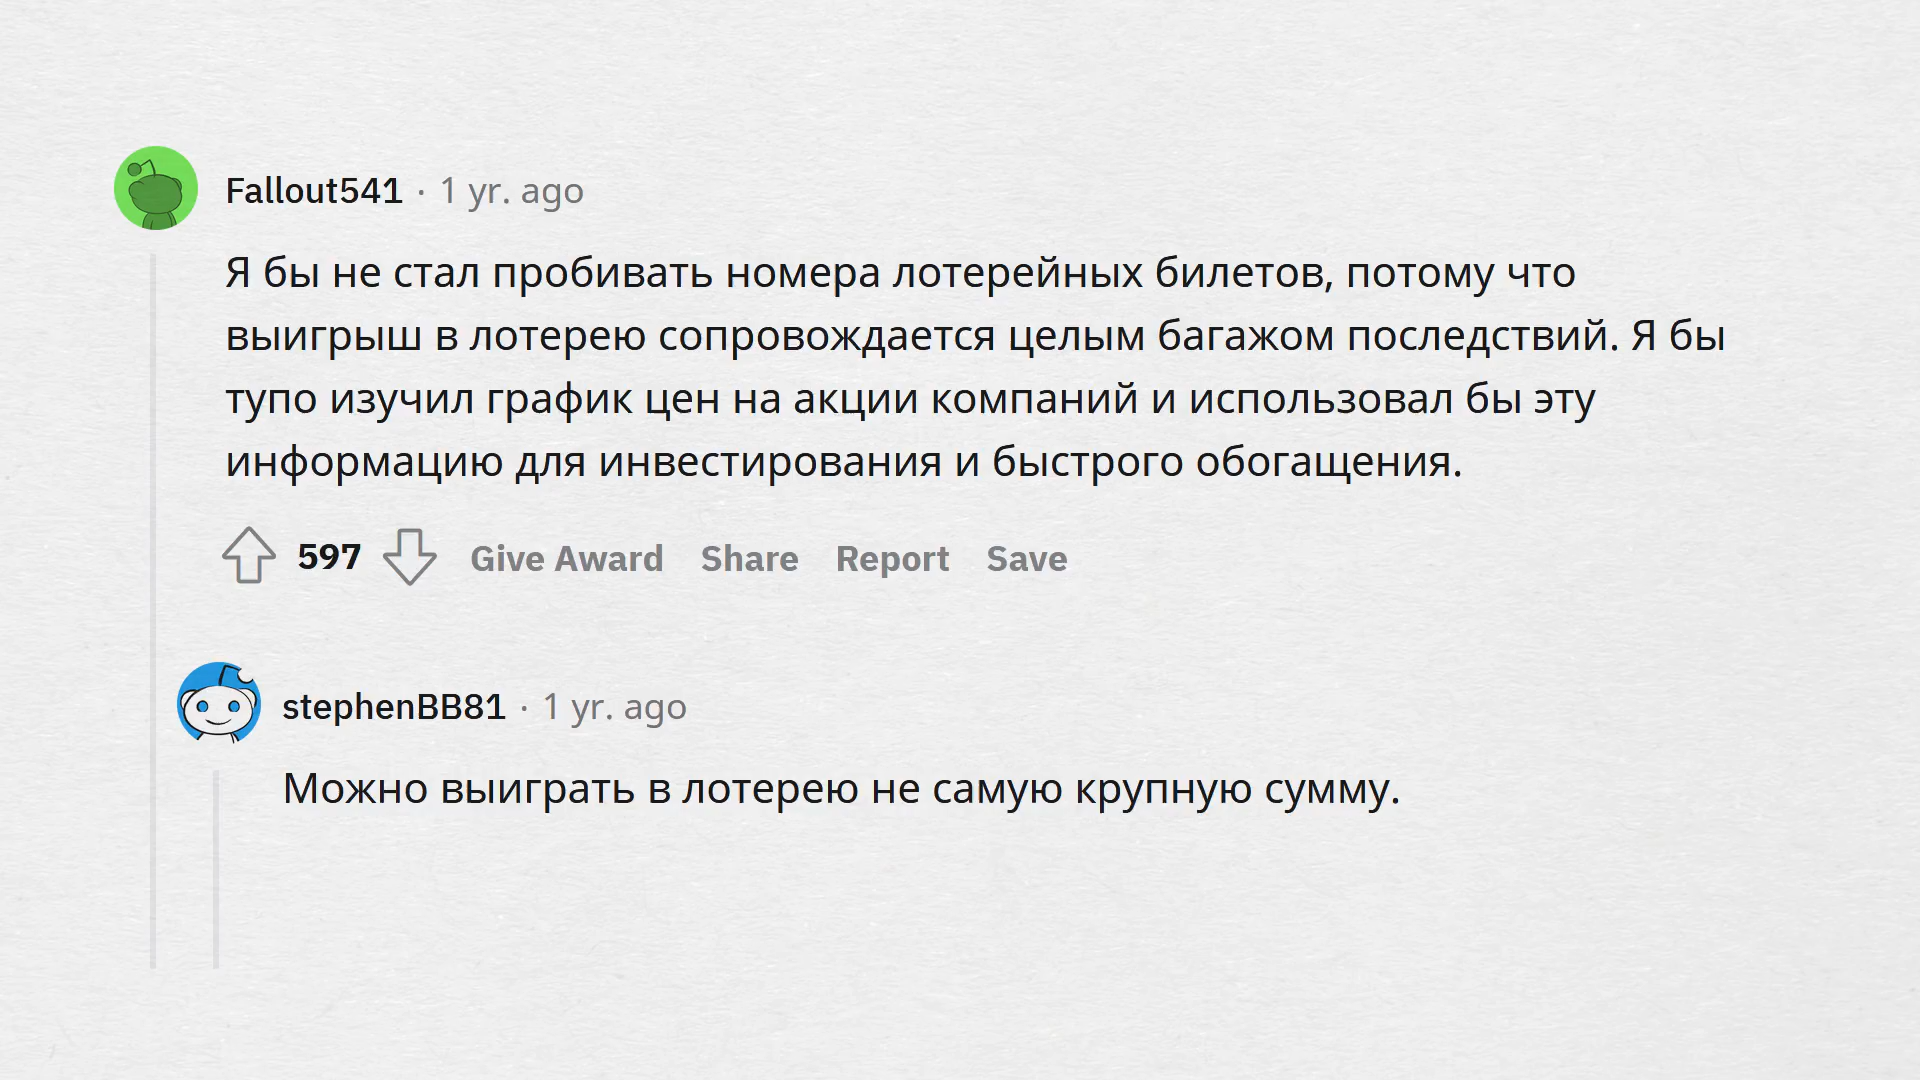 Fallout541 · 1 yr. ago
Я бы не стал пробивать номера лотерейных билетов, потому что
выигрыш в лотерею сопровождается целым багажом последствий. Я бы
тупо изучил график цен на акции компаний и использовал бы эту
информацию для инвестирования и быстрого обогащения.
597 Give Award Share Report Save
stephenBB81 · 1 yr. ago
Можно выиграть в лотерею не самую крупную сумму.